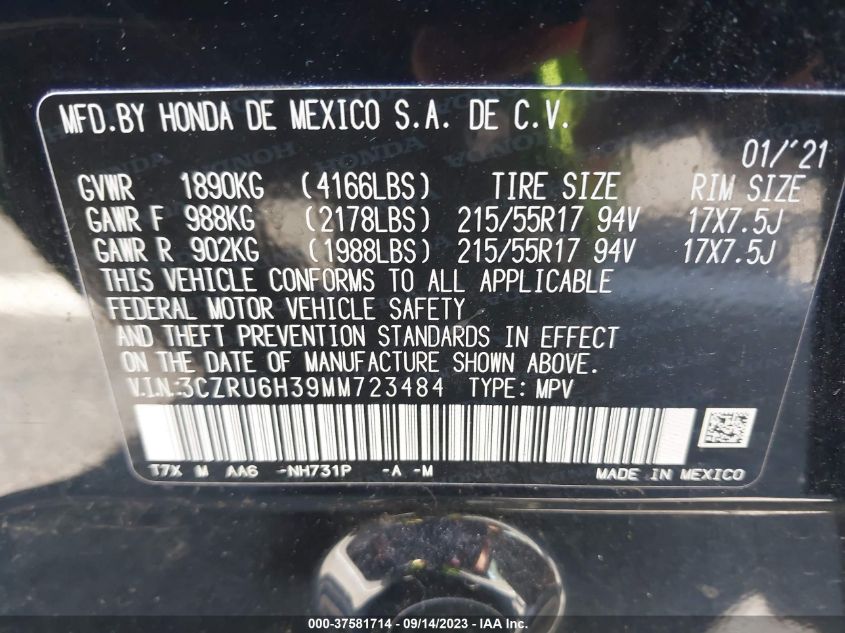 MFD.BY HONDA DE MEXICO S.A. DE C.V.
01/'21
GVWR 1890KG (4166LBS) TIRE SIZE RIM SIZE
GAWR F 988KG (2178LBS) 215/55R17 94V 17X7.5J
GAWR R 902KG (1988LBS) 215/55R17 94V 17X7.5J
THIS VEHICLE CONFORMS TO ALL APPLICABLE
FEDERAL MOTOR VEHICLE SAFETY
AND THEFT PREVENTION STANDARDS IN EFFECT
ON THE DATE OF MANUFACTURE SHOWN ABOVE.
V.I.N.:3CZRU6H39MM723484 TYPE: MPV
T7X M AA6 -NH731P -A -M MADE IN MEXICO
000-37581714 - 09/14/2023 - IAA Inc.